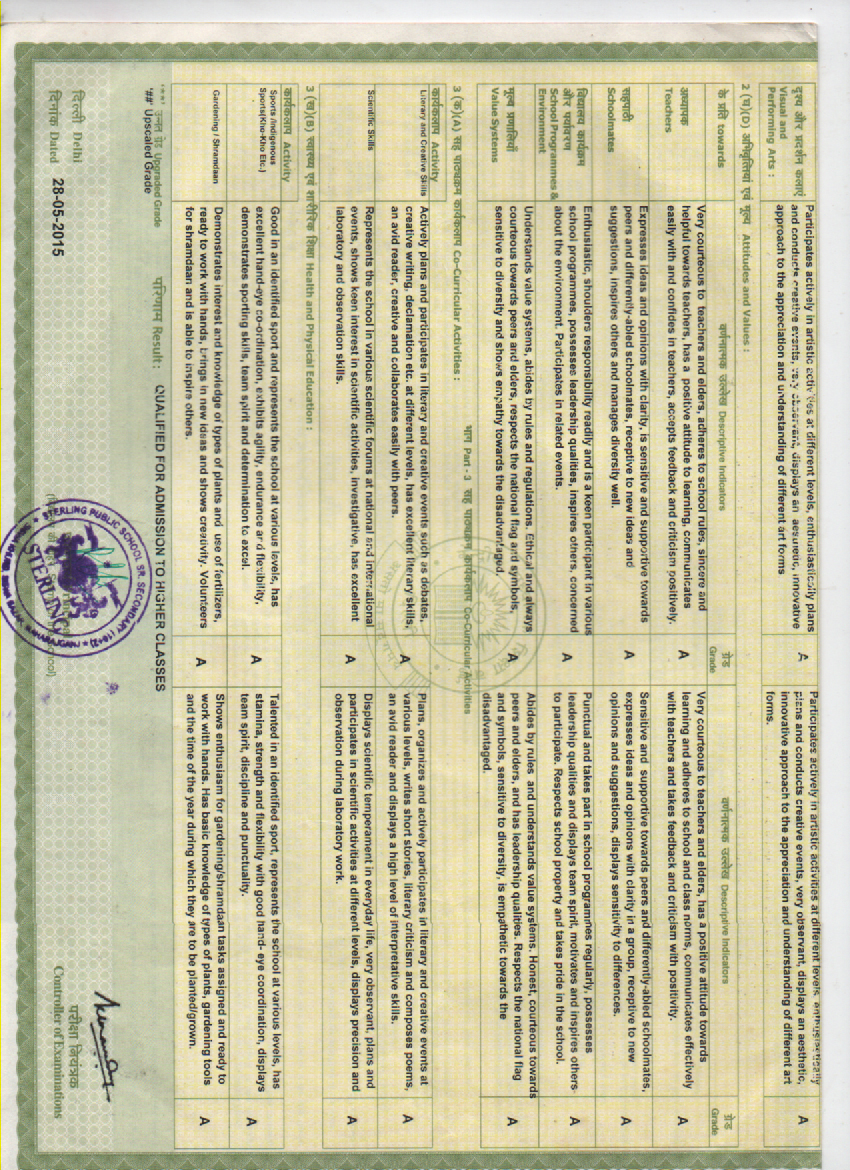 दृश्य और प्रदर्शन कलाएं
Visual and
Performing Arts :
Participates actively in artistic activities at different levels, enthusiastically plans
and conducts creative events, very observant, displays an aesthetic, innovative
approach to the appreciation and understanding of different art forms
A
Participates actively in artistic activities at different levels, enthusiastically
plans and conducts creative events, very observant, displays an aesthetic,
innovative approach to the appreciation and understanding of different art
forms.
A
2 (घ)(D) अभिवृत्तियां एवं मूल्य Attitudes and Values :
के प्रति towards
वर्णनात्मक उल्लेख Descriptive Indicators
ग्रेड
Grade
वर्णनात्मक उल्लेख Descriptive Indicators
ग्रेड
Grade
अध्यापक
Teachers
Very courteous to teachers and elders, adheres to school rules, sincere and
helpful towards teachers, has a positive attitude to learning, communicates
easily with and confides in teachers, accepts feedback and criticism positively.
A
Very courteous to teachers and elders, has a positive attitude towards
learning and adheres to school and class norms, communicates effectively
with teachers and takes feedback and criticism with positivity.
A
सहपाठी
Schoolmates
Expresses ideas and opinions with clarity, is sensitive and supportive towards
peers and differently-abled schoolmates, receptive to new ideas and
suggestions, inspires others and manages diversity well.
A
Sensitive and supportive towards peers and differently-abled schoolmates,
expresses ideas and opinions with clarity in a group, receptive to new
opinions and suggestions, displays sensitivity to differences.
A
विद्यालय कार्यक्रम
और पर्यावरण
School Programmes &
Environment
Enthusiastic, shoulders responsibility readily and is a keen participant in various
school programmes, possesses leadership qualities, inspires others, concerned
about the environment. Participates in related events.
A
Punctual and takes part in school programmes regularly, possesses
leadership qualities and displays team spirit, motivates and inspires others
to participate. Respects school property and takes pride in the school.
A
मूल्य प्रणालियां
Value Systems
Understands value systems, abides by rules and regulations. Ethical and always
courteous towards peers and elders, respects the national flag and symbols,
sensitive to diversity and shows empathy towards the disadvantaged.
A
Abides by rules and understands value systems. Honest, courteous towards
peers and elders, and has leadership qualities. Respects the national flag
and symbols, sensitive to diversity, is empathetic towards the
disadvantaged.
A
भाग Part - 3 सह पाठ्यक्रम कार्यकलाप Co-Curricular Activities
3 (क)(A) सह पाठ्यक्रम कार्यकलाप Co-Curricular Activities :
कार्यकलाप Activity
Literary and Creative Skills
Actively plans and participates in literary and creative events such as debates,
creative writing, declamation etc. at different levels, has excellent literary skills,
an avid reader, creative and collaborates easily with peers.
A
Plans, organizes and actively participates in literary and creative events at
various levels, writes short stories, literary criticism and composes poems,
an avid reader and displays a high level of interpretative skills.
A
Scientific Skills
Represents the school in various scientific forums at national and international
events, shows keen interest in scientific activities, investigative, has excellent
laboratory and observation skills.
A
Displays scientific temperament in everyday life, very observant, plans and
participates in scientific activities at different levels, displays precision and
observation during laboratory work.
A
3 (ख)(B) स्वास्थ्य एवं शारीरिक शिक्षा Health and Physical Education :
कार्यकलाप Activity
Sports /Indigenous
Sports(Kho-Kho Etc.)
Good in an identified sport and represents the school at various levels, has
excellent hand-eye co-ordination, exhibits agility, endurance and flexibility,
demonstrates sporting skills, team spirit and determination to excel.
A
Talented in an identified sport, represents the school at various levels, has
stamina, strength and flexibility with good hand- eye coordination, displays
team spirit, discipline and punctuality.
A
Gardening / Shramdaan
Demonstrates interest and knowledge of types of plants and use of fertilizers,
ready to work with hands, brings in new ideas and shows creativity. Volunteers
for shramdaan and is able to inspire others.
A
Shows enthusiasm for gardening/shramdaan tasks assigned and ready to
work with hands. Has basic knowledge of types of plants, gardening tools
and the time of the year during which they are to be planted/grown.
A
उन्नत ग्रेड Upgraded Grade
'##' Upscaled Grade
परिणाम Result : QUALIFIED FOR ADMISSION TO HIGHER CLASSES
STERLING PUBLIC SCHOOL SR. SECONDARY
STERLING
दिल्ली Delhi
दिनांक Dated 28-05-2015
परीक्षा नियंत्रक
Controller of Examinations